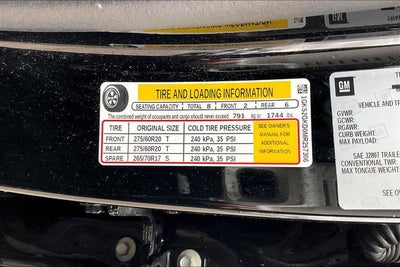 TIRE AND LOADING INFORMATION
SEATING CAPACITY TOTAL 8 FRONT 2 REAR 6
The combined weight of occupants and cargo should never exceed 791 kg or 1744 lbs
TIRE ORIGINAL SIZE COLD TIRE PRESSURE
FRONT 275/60R20 T 240 kPa, 35 PSI
REAR 275/60R20 T 240 kPa, 35 PSI
SPARE 265/70R17 S 240 kPa, 35 PSI
SEE OWNER'S
MANUAL FOR
ADDITIONAL
INFORMATION
GM
VEHICLE AND TR
GVWR:
GCWR:
RGAWR:
CURB WEIGHT:
MAX PAYLOAD:
SAE J2807 TRAILER
CONVENTIONAL TWR:
MAX TONGUE WEIGHT